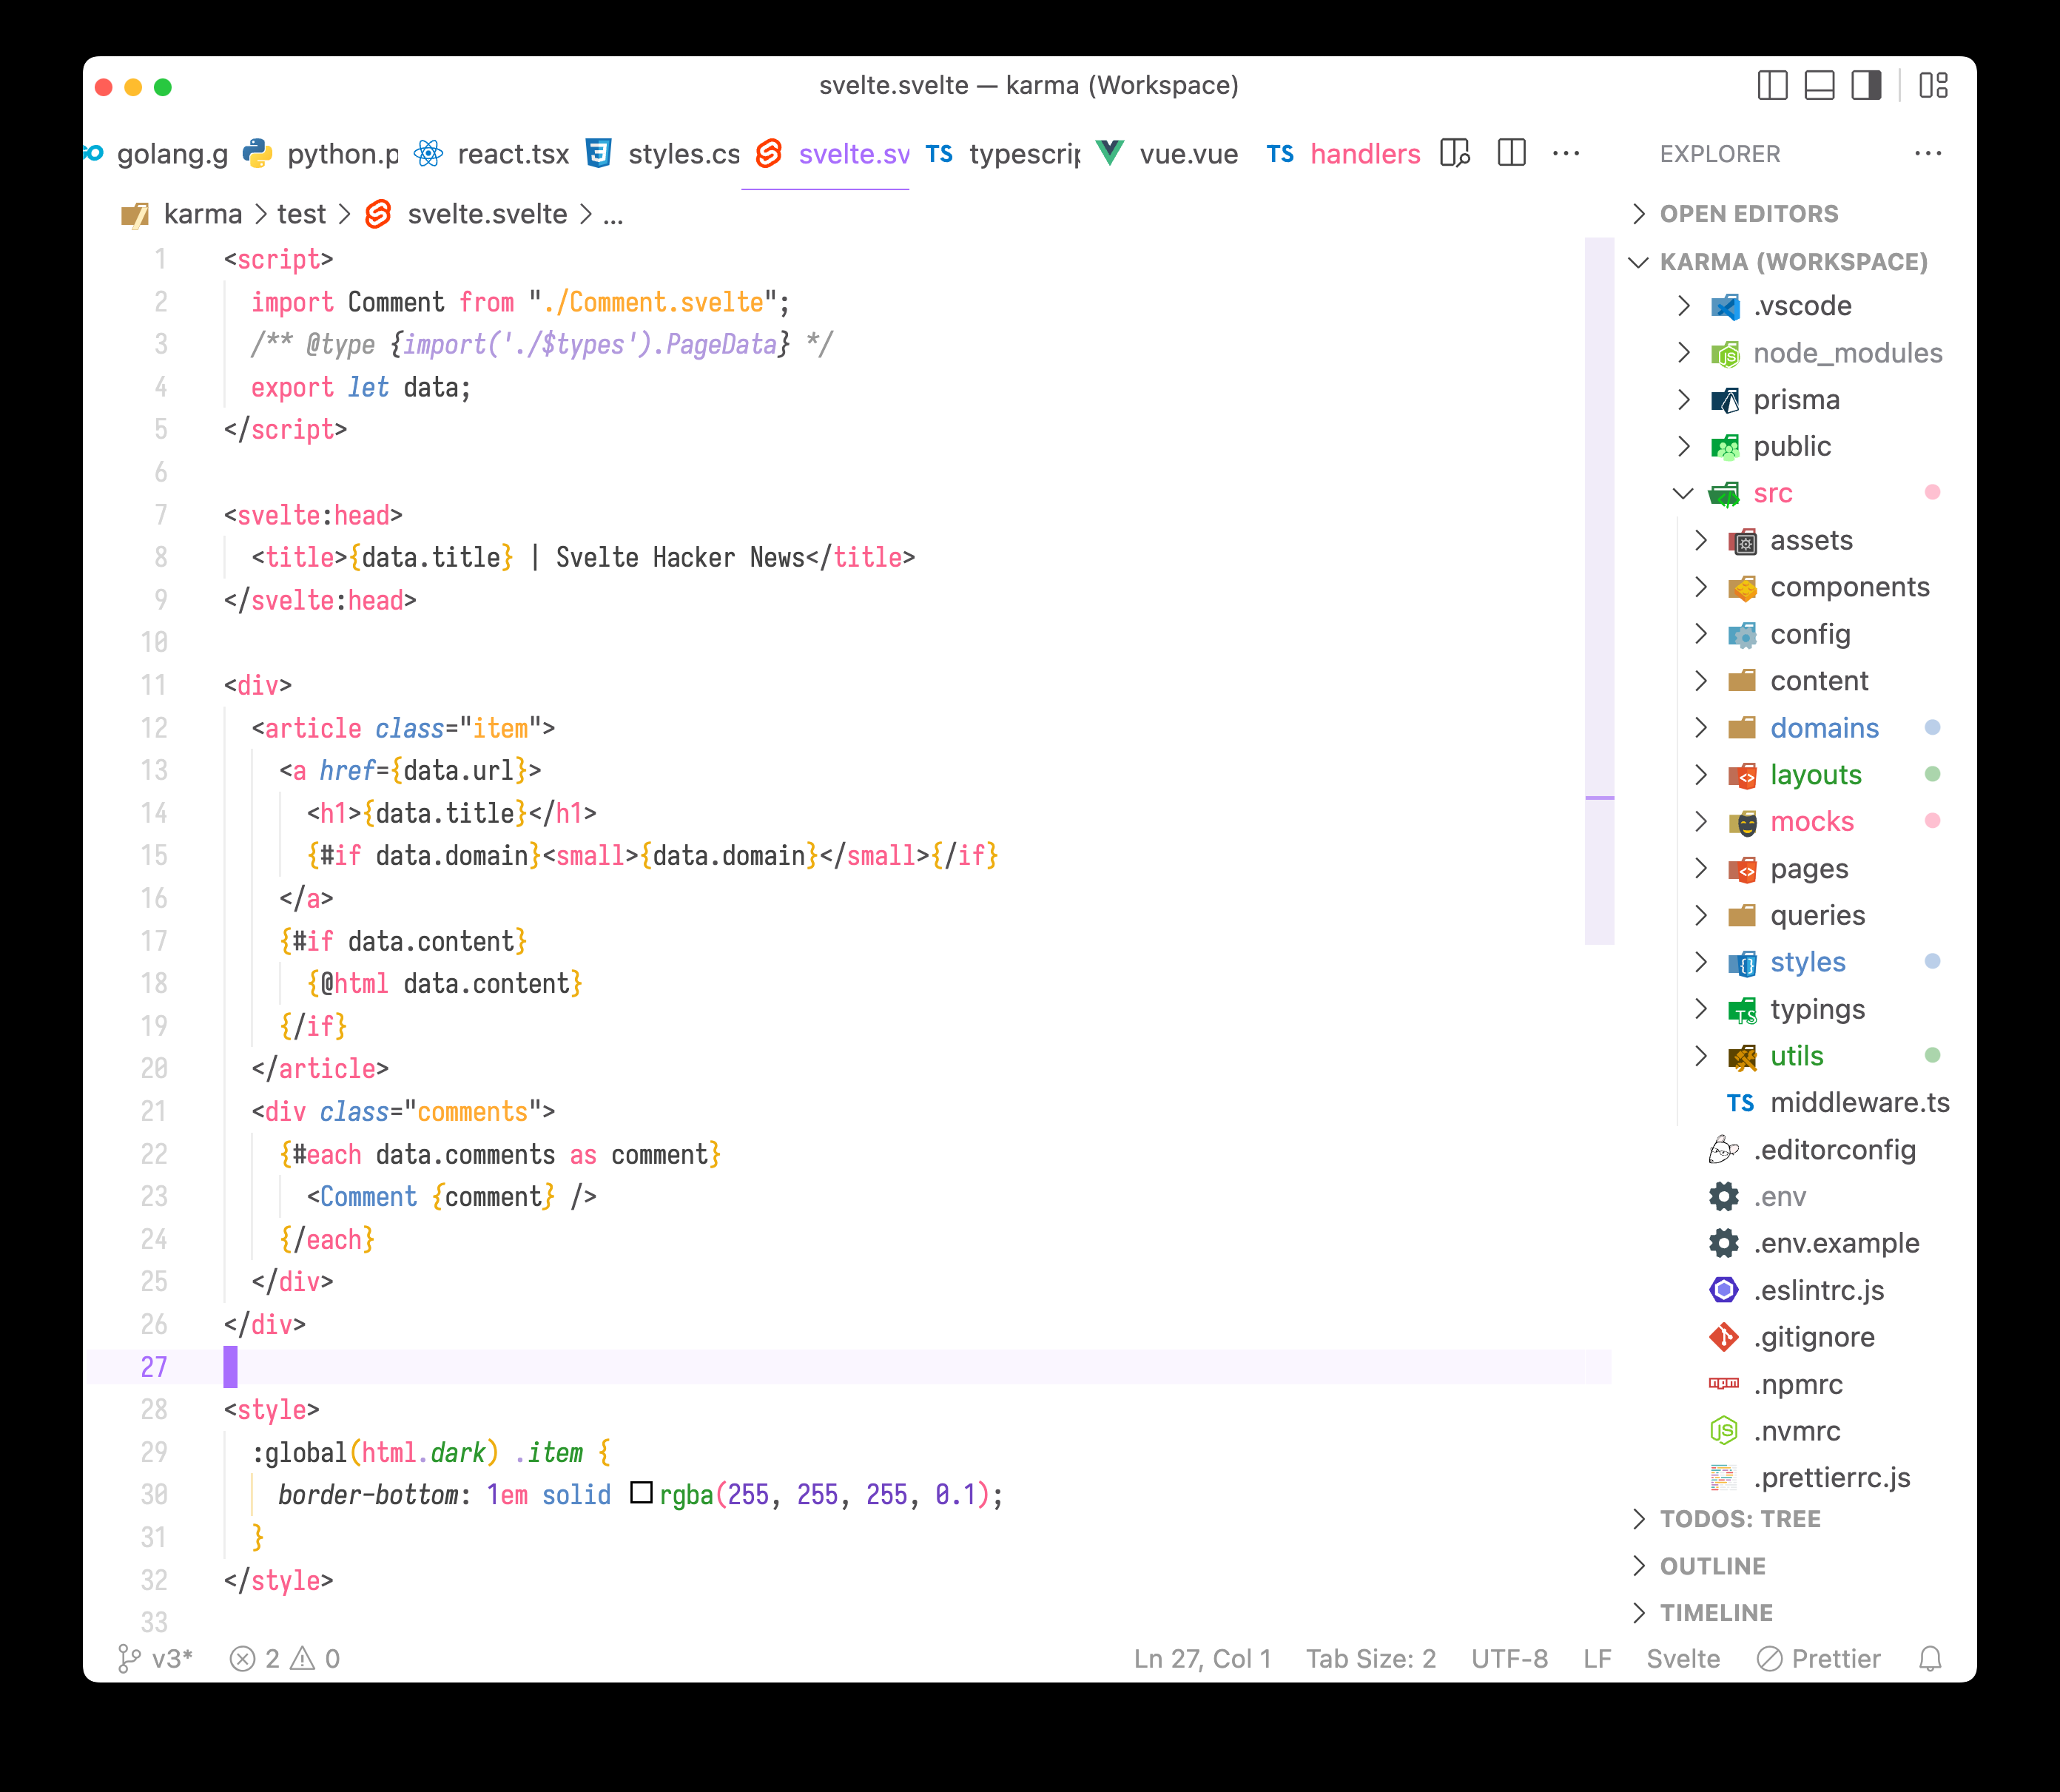 svelte.svelte — karma (Workspace)
golang.g python.p react.tsx styles.cs svelte.sv TS typescrip vue.vue TS handlers
karma > test > svelte.svelte > ...
1 <script>
2   import Comment from "./Comment.svelte";
3   /** @type {import('./$types').PageData} */
4   export let data;
5 </script>
6
7 <svelte:head>
8   <title>{data.title} | Svelte Hacker News</title>
9 </svelte:head>
10
11 <div>
12   <article class="item">
13     <a href={data.url}>
14       <h1>{data.title}</h1>
15       {#if data.domain}<small>{data.domain}</small>{/if}
16     </a>
17     {#if data.content}
18       {@html data.content}
19     {/if}
20   </article>
21   <div class="comments">
22     {#each data.comments as comment}
23       <Comment {comment} />
24     {/each}
25   </div>
26 </div>
27
28 <style>
29   :global(html.dark) .item {
30     border-bottom: 1em solid rgba(255, 255, 255, 0.1);
31   }
32 </style>
33
EXPLORER
OPEN EDITORS
KARMA (WORKSPACE)
.vscode
node_modules
prisma
public
src
assets
components
config
content
domains
layouts
mocks
pages
queries
styles
typings
utils
TS middleware.ts
.editorconfig
.env
.env.example
.eslintrc.js
.gitignore
.npmrc
.nvmrc
.prettierrc.js
TODOS: TREE
OUTLINE
TIMELINE
v3* 2 0 Ln 27, Col 1 Tab Size: 2 UTF-8 LF Svelte Prettier